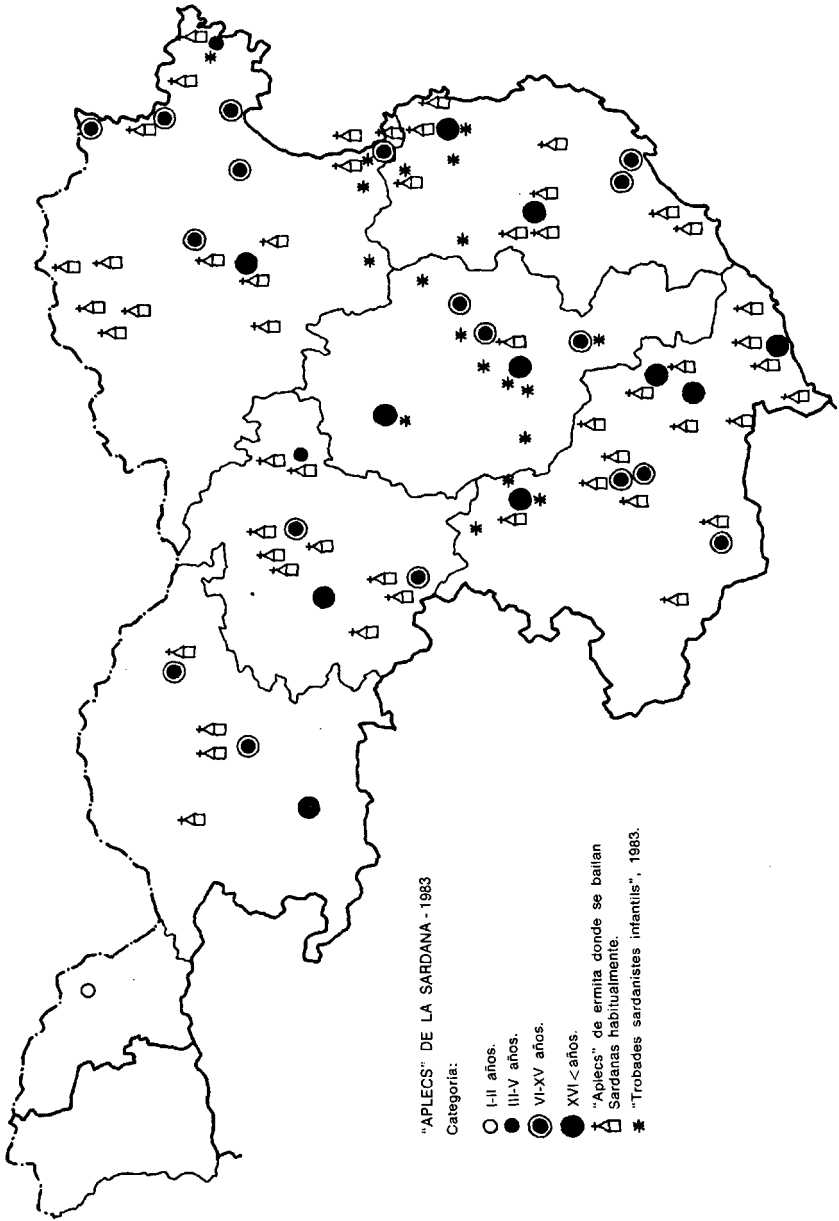 "APLECS" DE LA SARDANA - 1983
Categoría:
I-II años.
III-V años.
VI-XV años.
XVI < años.
"Aplecs" de ermita donde se bailan
Sardanas habitualmente.
"Trobades sardanistes infantils", 1983.